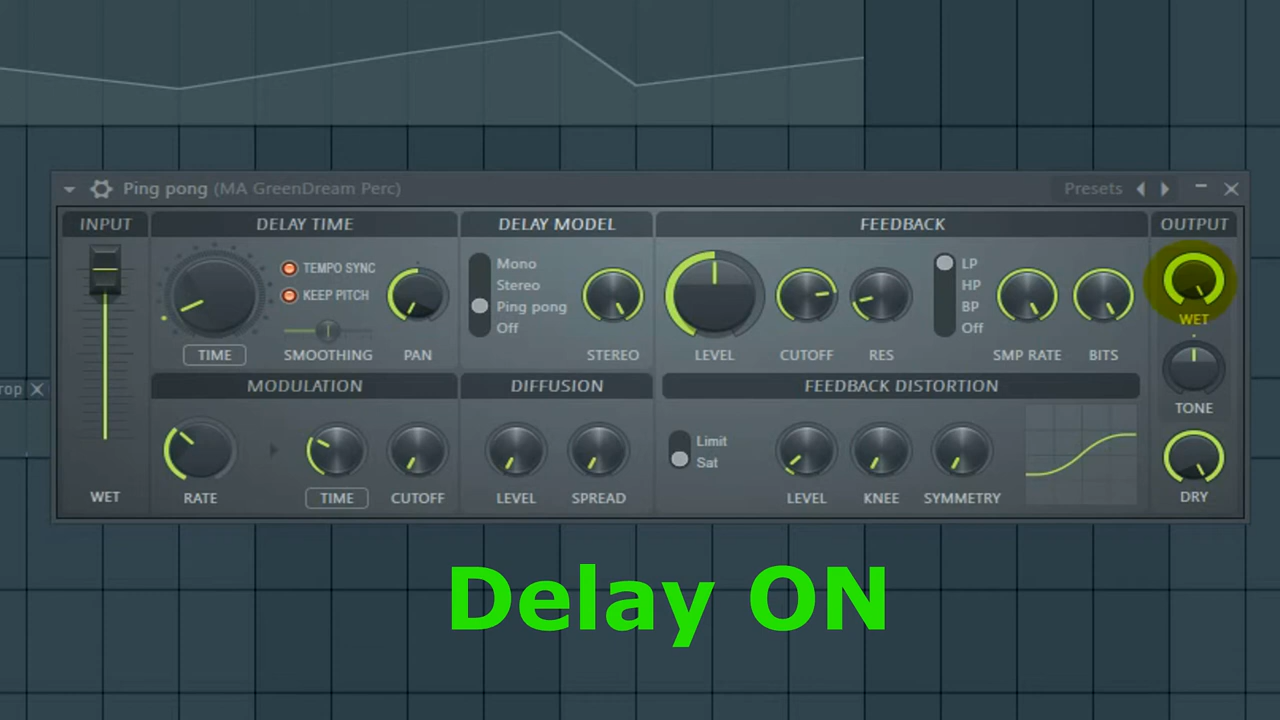 Ping pong (MA GreenDream Perc)
Presets
INPUT
DELAY TIME
DELAY MODEL
FEEDBACK
OUTPUT
TEMPO SYNC
KEEP PITCH
Mono
Stereo
Ping pong
Off
LP
HP
BP
Off
WET
TIME
SMOOTHING
PAN
STEREO
LEVEL
CUTOFF
RES
SMP RATE
BITS
rop
MODULATION
DIFFUSION
FEEDBACK DISTORTION
TONE
Limit
Sat
WET
RATE
TIME
CUTOFF
LEVEL
SPREAD
LEVEL
KNEE
SYMMETRY
DRY
Delay ON